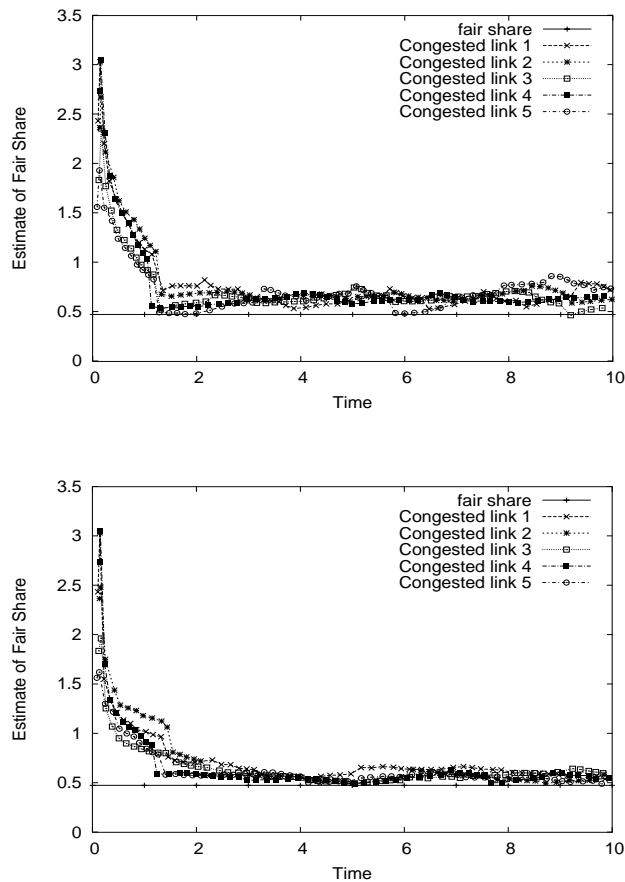 3.5
fair share
Congested link 1
3
Congested link 2
Congested link 3
Congested link 4
2.5
Congested link 5
2
Estimate of Fair Share
1.5
1
0.5
0
0 2 4 6 8 10
Time
3.5
fair share
Congested link 1
3
Congested link 2
Congested link 3
Congested link 4
2.5
Congested link 5
2
Estimate of Fair Share
1.5
1
0.5
0
0 2 4 6 8 10
Time